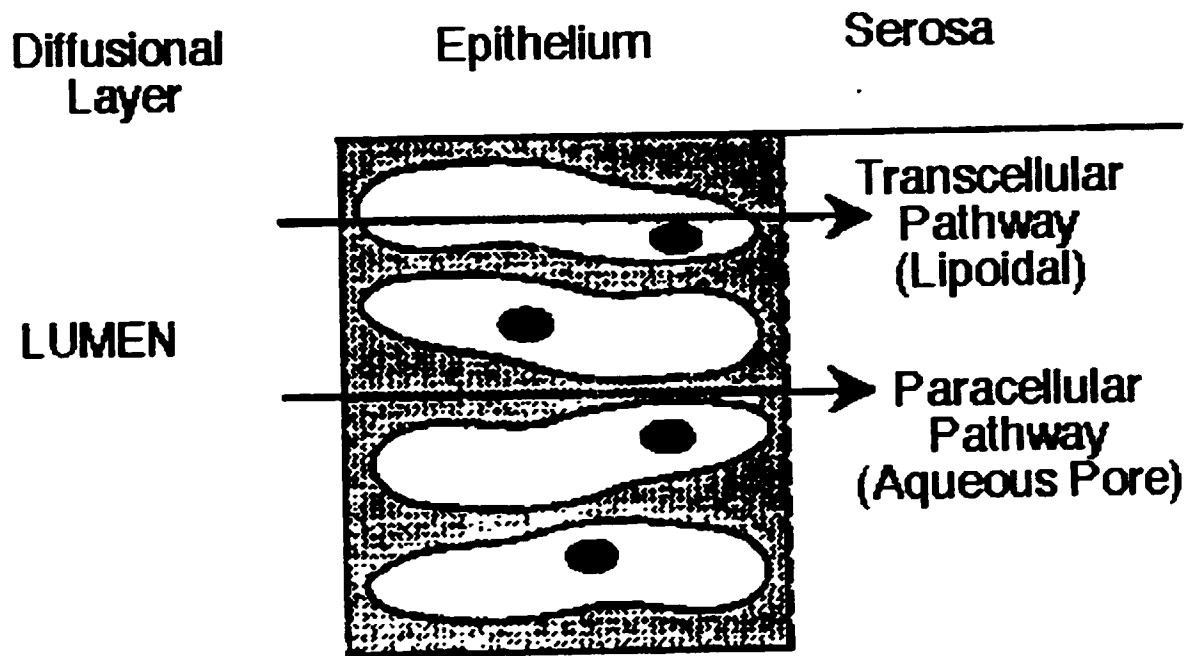 Diffusional
Layer
Epithelium
Serosa
Transcellular
Pathway
(Lipoidal)
LUMEN
Paracellular
Pathway
(Aqueous Pore)